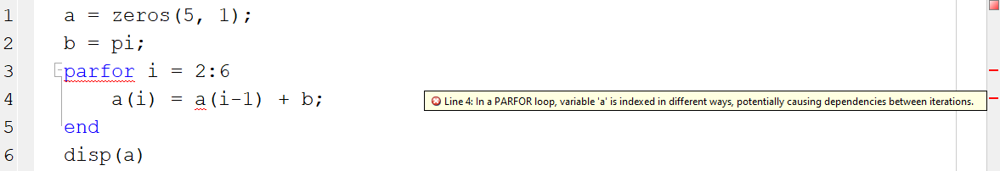 1 a = zeros(5, 1);
2 b = pi;
3 parfor i = 2:6
4 a(i) = a(i-1) + b;
Line 4: In a PARFOR loop, variable 'a' is indexed in different ways, potentially causing dependencies between iterations.
5 end
6 disp(a)